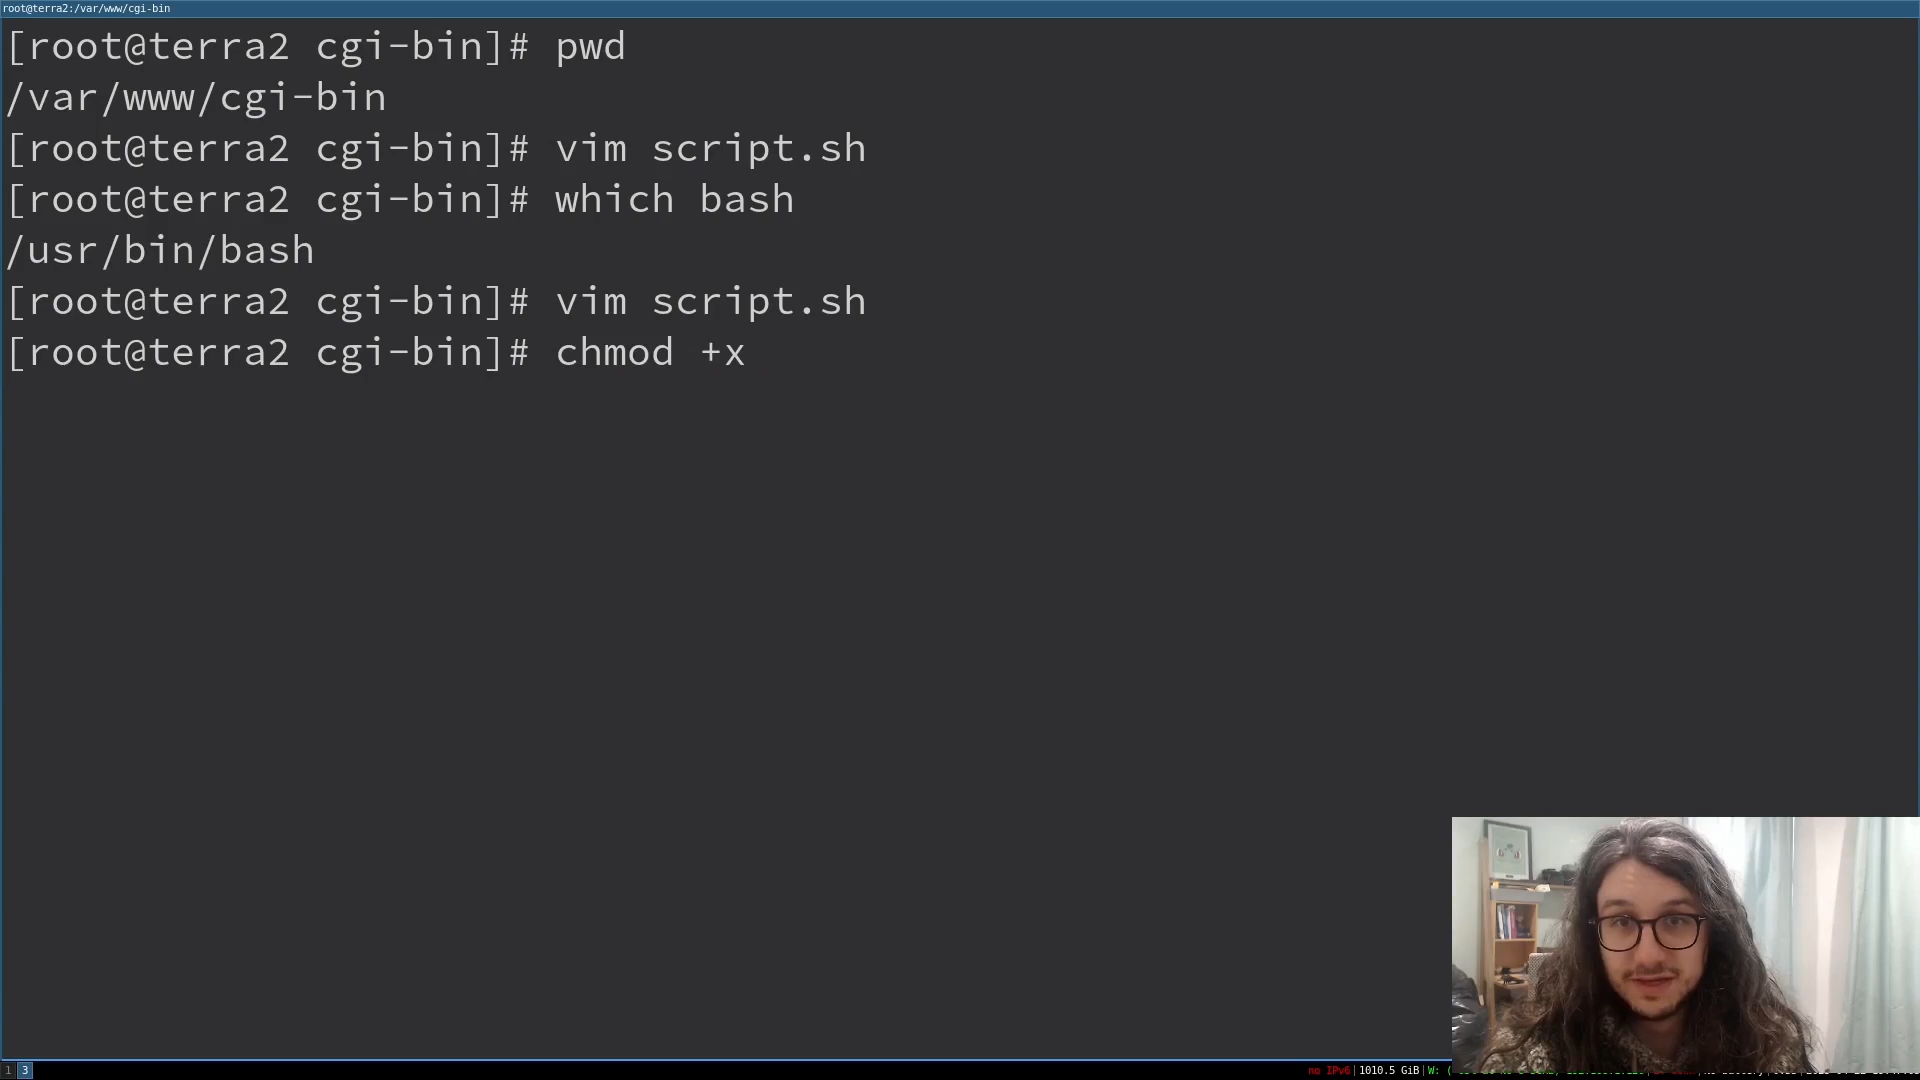 root@terra2:/var/www/cgi-bin
[root@terra2 cgi-bin]# pwd
/var/www/cgi-bin
[root@terra2 cgi-bin]# vim script.sh
[root@terra2 cgi-bin]# which bash
/usr/bin/bash
[root@terra2 cgi-bin]# vim script.sh
[root@terra2 cgi-bin]# chmod +x
1 3
no IPv6|1010.5 GiB|W: (